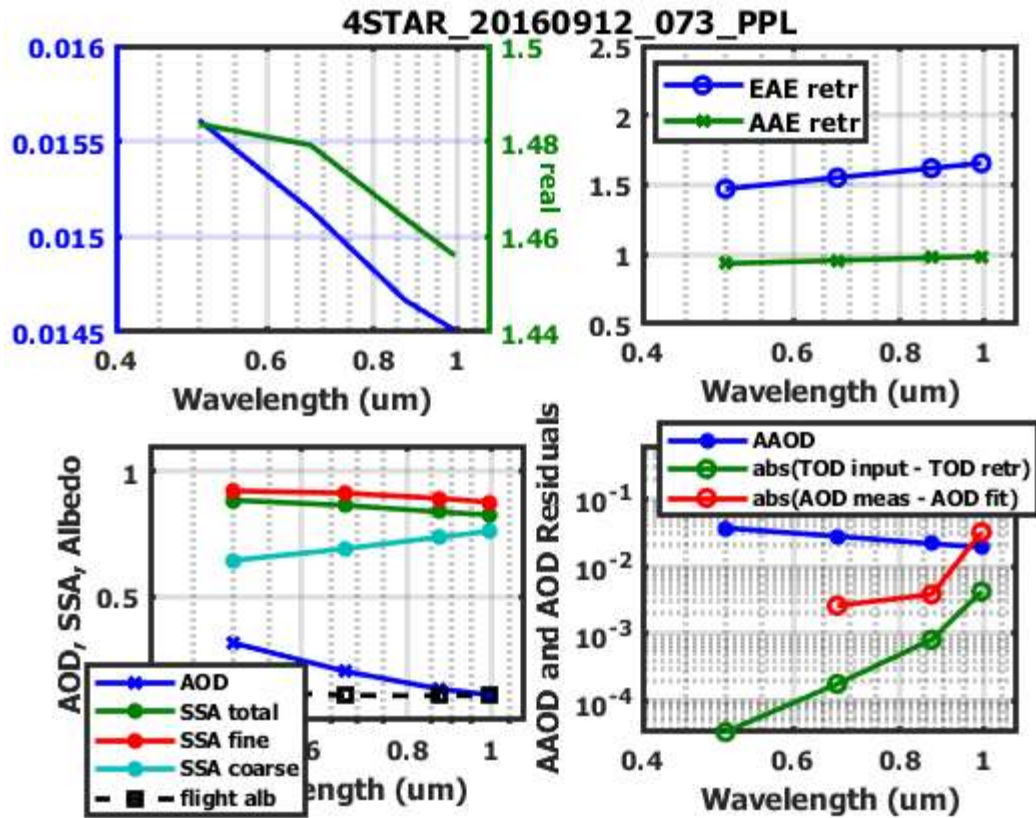 4STAR_20160912_073_PPL
0.016
0.0155
0.015
0.0145
1.5
1.48
1.46
1.44
real
0.4 0.6 0.8 1
Wavelength (um)
2.5
2
1.5
1
0.5
EAE retr
AAE retr
0.4 0.6 0.8 1
Wavelength (um)
AOD, SSA, Albedo
1
0.5
AOD
SSA total
SSA fine
SSA coarse
flight alb
0.8 1
ngth (um)
AAOD and AOD Residuals
AAOD
abs(TOD input - TOD retr)
abs(AOD meas - AOD fit)
10-1
10-2
10-3
10-4
0.4 0.6 0.8 1
Wavelength (um)